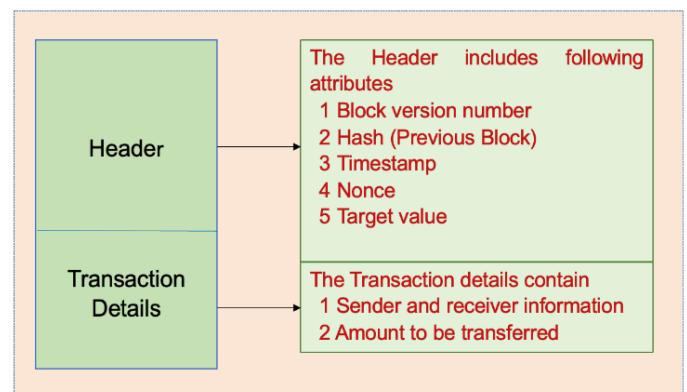 Header
The Header includes following
attributes
1 Block version number
2 Hash (Previous Block)
3 Timestamp
4 Nonce
5 Target value
Transaction
Details
The Transaction details contain
1 Sender and receiver information
2 Amount to be transferred